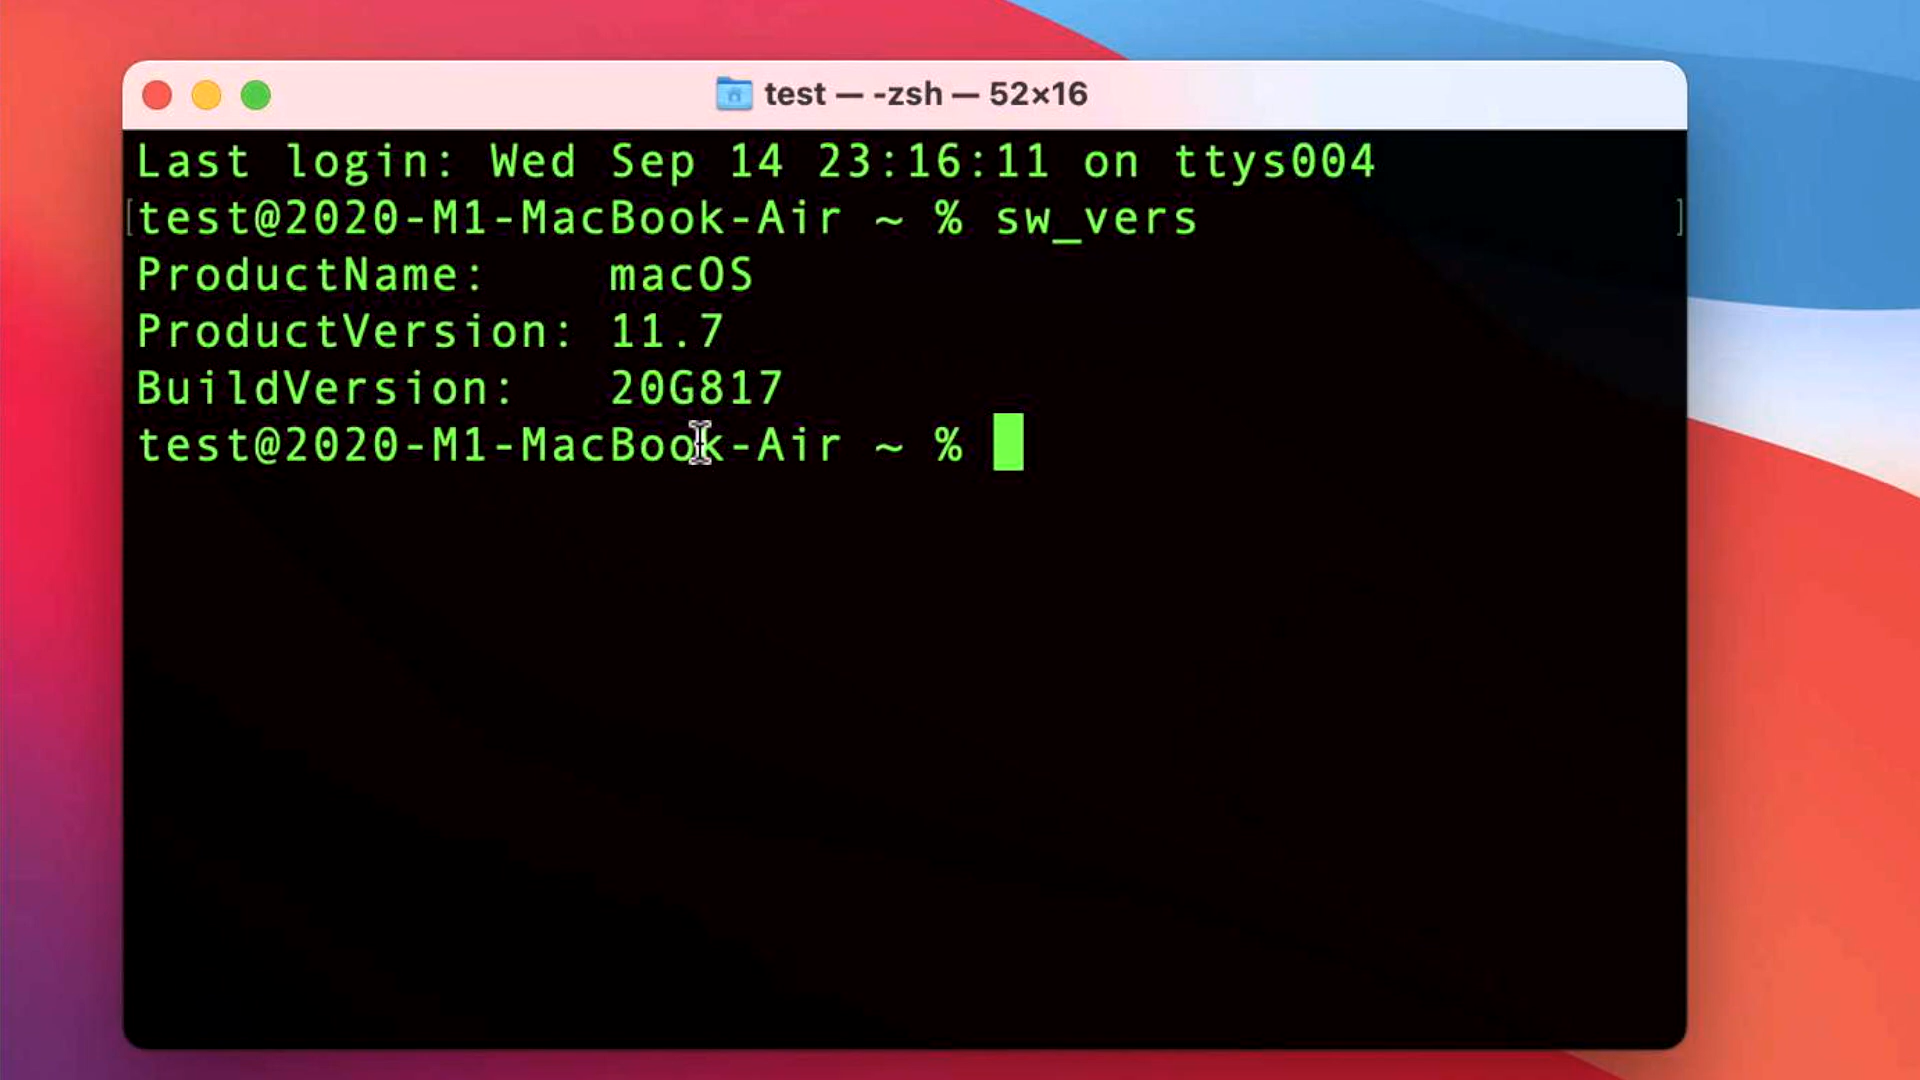 test — -zsh — 52×16
Last login: Wed Sep 14 23:16:11 on ttys004
[test@2020-M1-MacBook-Air ~ % sw_vers ]
ProductName: macOS
ProductVersion: 11.7
BuildVersion: 20G817
test@2020-M1-MacBook-Air ~ %